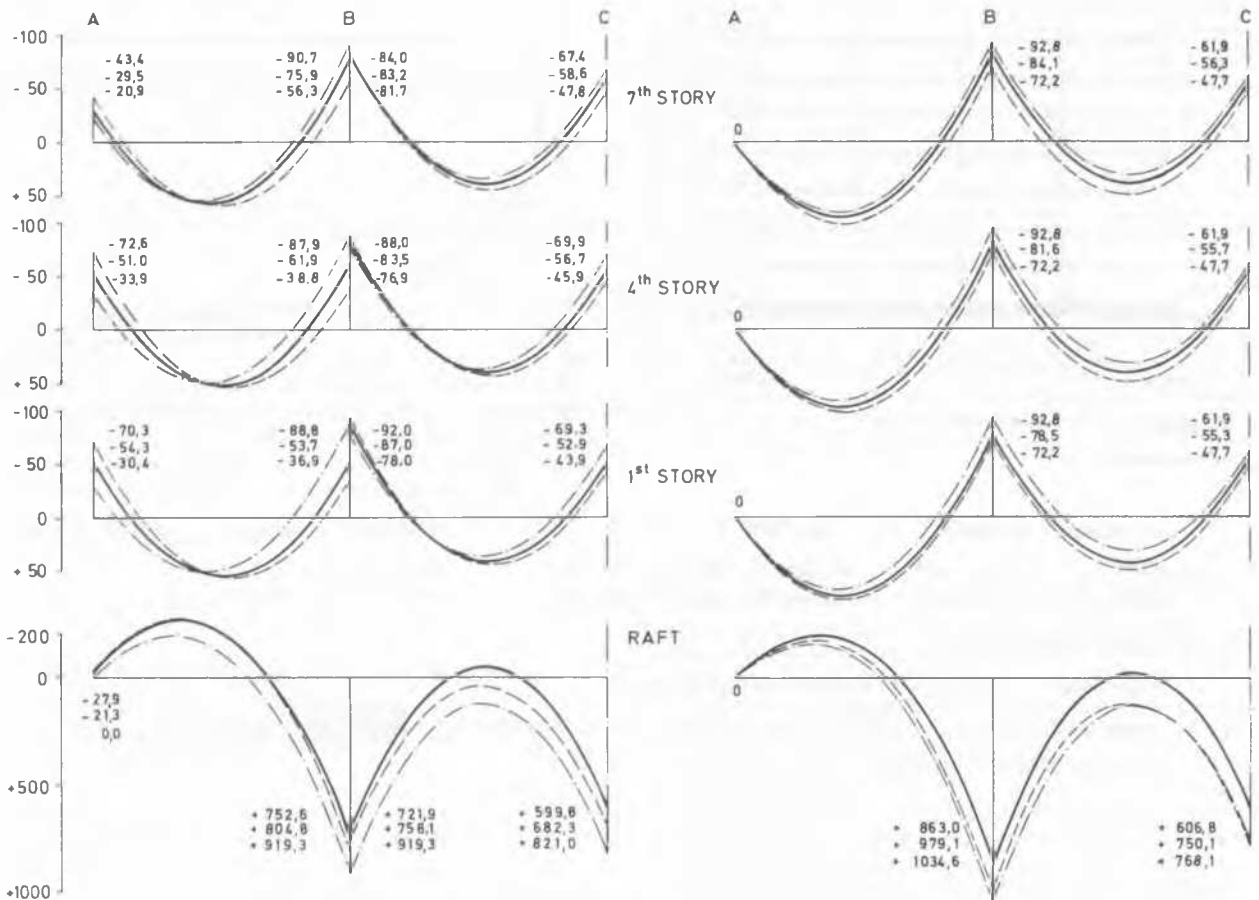 A B C A B C
-100
-43,4 -90,7 -84,0 -67,4 -92,8 -61,9
-50 -29,5 -75,9 -83,2 -58,6 7th STORY -84,1 -56,3
-20,9 -56,3 -81,7 -47,8 -72,2 -47,7
0 0
+50
-100
-72,6 -87,9 -88,0 -69,9 -92,8 -61,9
-50 -51,0 -61,9 -83,5 -56,7 4th STORY -81,6 -55,7
-33,9 -38,8 -76,9 -45,9 -72,2 -47,7
0 0
+50
-100
-70,3 -88,8 -92,0 -69,3 -92,8 -61,9
-54,3 -53,7 -87,0 -52,9 -78,5 -55,3
-50 -30,4 -36,9 -78,0 -43,9 1st STORY -72,2 -47,7
0 0
+50
-200 RAFT
0 0
-27,9
-21,3
0,0
+500
+752,6 +721,9 +599,8 +863,0 +606,8
+804,8 +758,1 +682,3 +979,1 +750,1
+919,3 +919,3 +821,0 +1034,6 +768,1
+1000